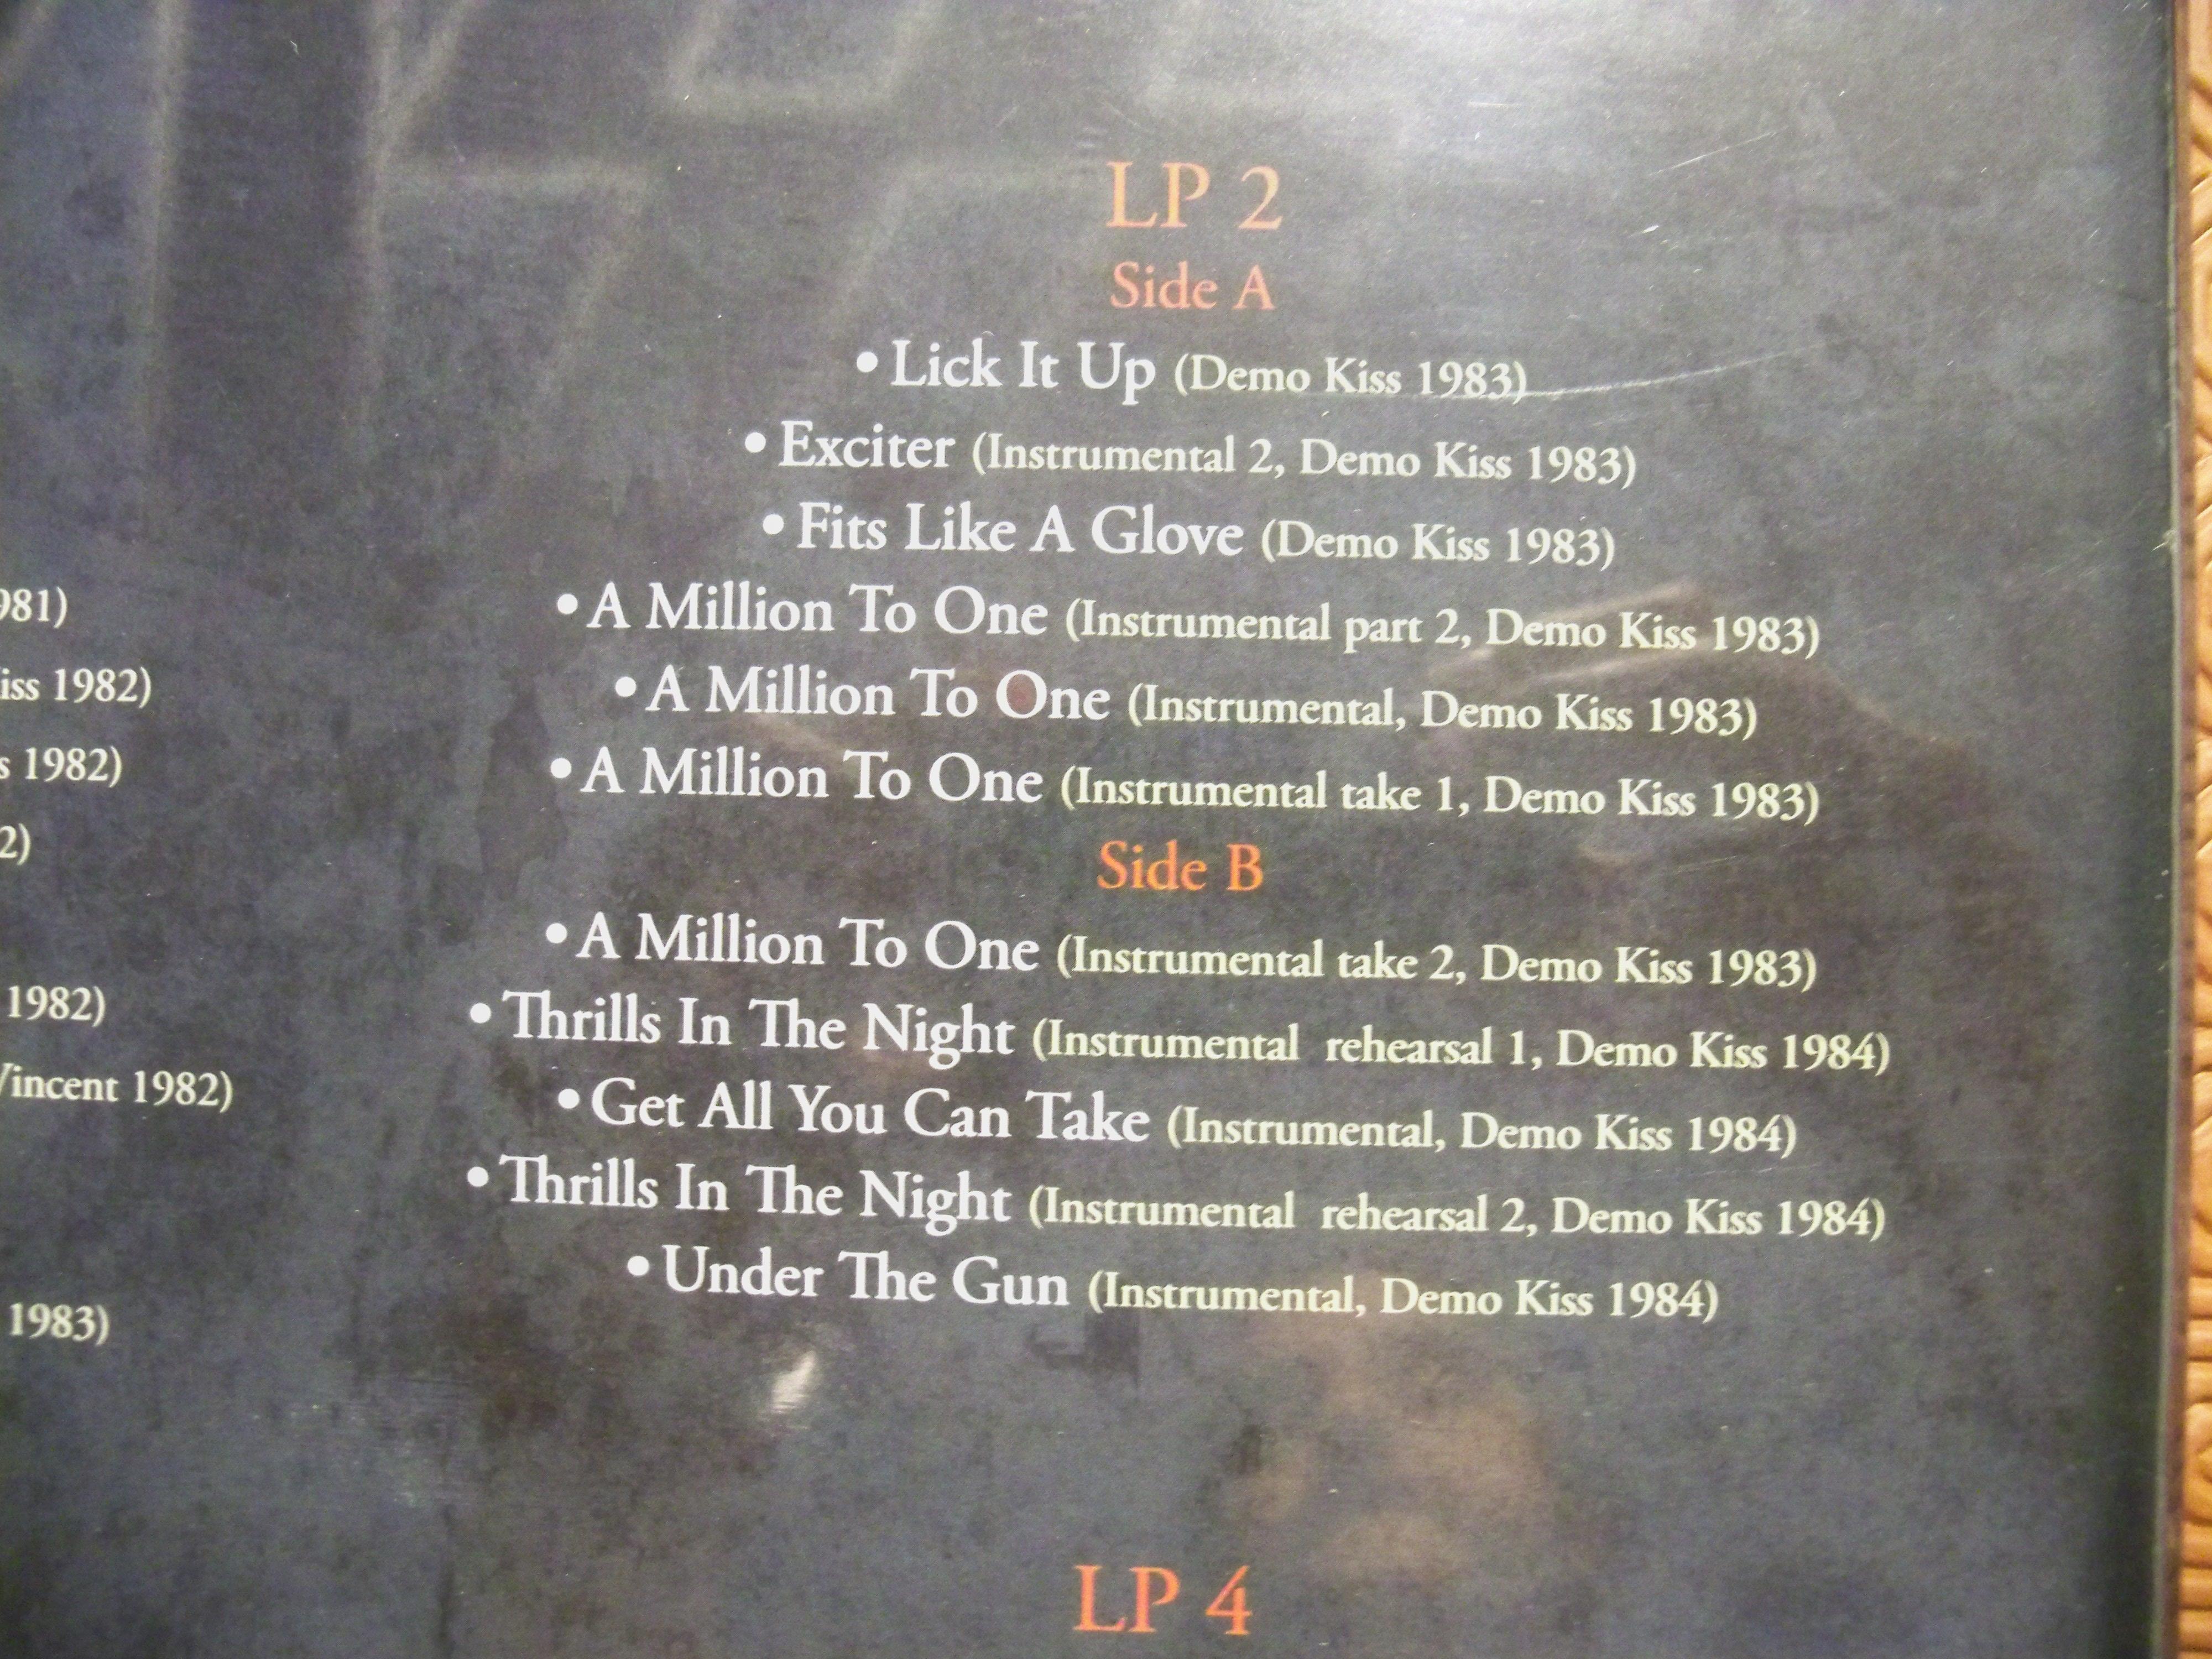 LP 2
Side A
• Lick It Up (Demo Kiss 1983)
• Exciter (Instrumental 2, Demo Kiss 1983)
• Fits Like A Glove (Demo Kiss 1983)
• A Million To One (Instrumental part 2, Demo Kiss 1983)
• A Million To One (Instrumental, Demo Kiss 1983)
• A Million To One (Instrumental take 1, Demo Kiss 1983)
Side B
• A Million To One (Instrumental take 2, Demo Kiss 1983)
• Thrills In The Night (Instrumental rehearsal 1, Demo Kiss 1984)
• Get All You Can Take (Instrumental, Demo Kiss 1984)
• Thrills In The Night (Instrumental rehearsal 2, Demo Kiss 1984)
• Under The Gun (Instrumental, Demo Kiss 1984)
LP 4
981)
iss 1982)
s 1982)
2)
1982)
Vincent 1982)
1983)